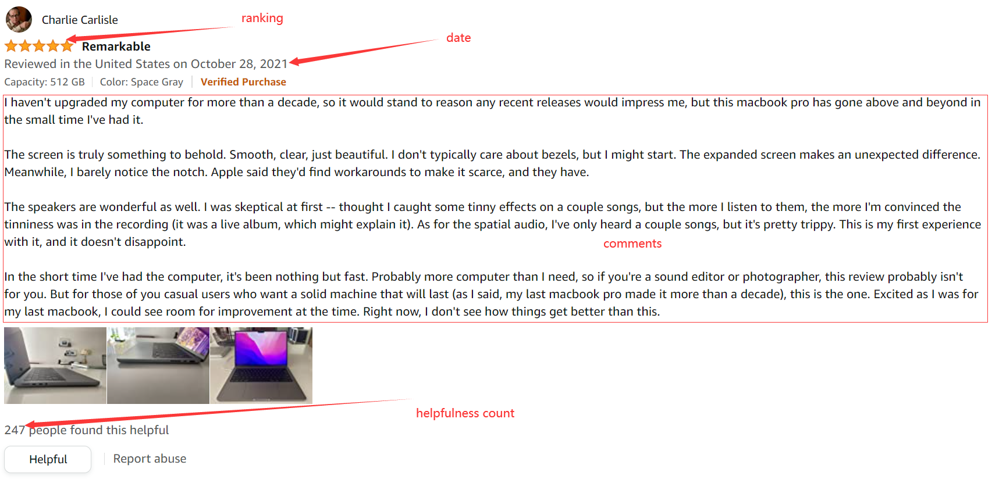 Charlie Carlisle
ranking
Remarkable
date
Reviewed in the United States on October 28, 2021
Capacity: 512 GB Color: Space Gray Verified Purchase
I haven't upgraded my computer for more than a decade, so it would stand to reason any recent releases would impress me, but this macbook pro has gone above and beyond in
the small time I've had it.
The screen is truly something to behold. Smooth, clear, just beautiful. I don't typically care about bezels, but I might start. The expanded screen makes an unexpected difference.
Meanwhile, I barely notice the notch. Apple said they'd find workarounds to make it scarce, and they have.
The speakers are wonderful as well. I was skeptical at first -- thought I caught some tinny effects on a couple songs, but the more I listen to them, the more I'm convinced the
tinniness was in the recording (it was a live album, which might explain it). As for the spatial audio, I've only heard a couple songs, but it's pretty trippy. This is my first experience
with it, and it doesn't disappoint.
comments
In the short time I've had the computer, it's been nothing but fast. Probably more computer than I need, so if you're a sound editor or photographer, this review probably isn't
for you. But for those of you casual users who want a solid machine that will last (as I said, my last macbook pro made it more than a decade), this is the one. Excited as I was for
my last macbook, I could see room for improvement at the time. Right now, I don't see how things get better than this.
helpfulness count
247 people found this helpful
Helpful Report abuse